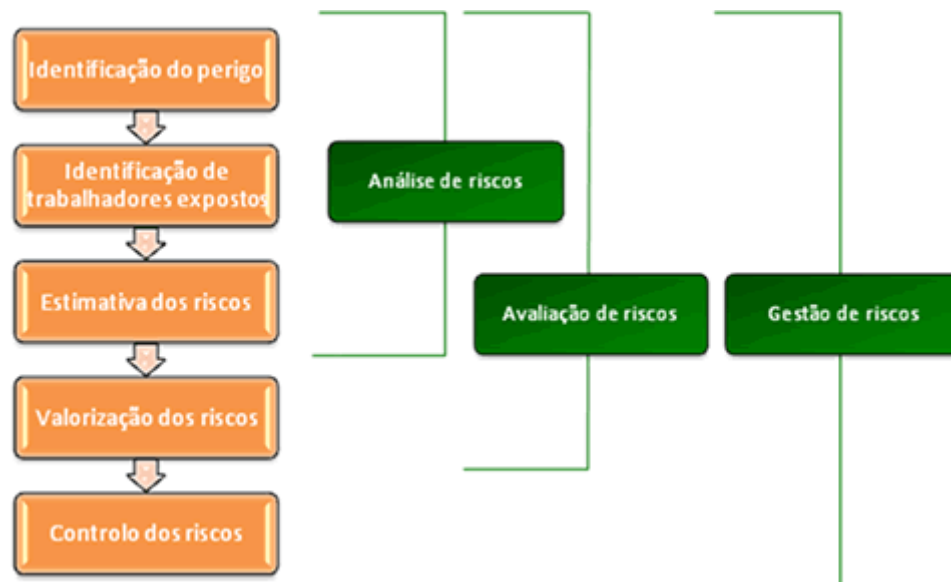 Identificação do perigo
Identificação de
trabalhadores expostos
Estimativa dos riscos
Valorização dos riscos
Controlo dos riscos
Análise de riscos
Avaliação de riscos
Gestão de riscos